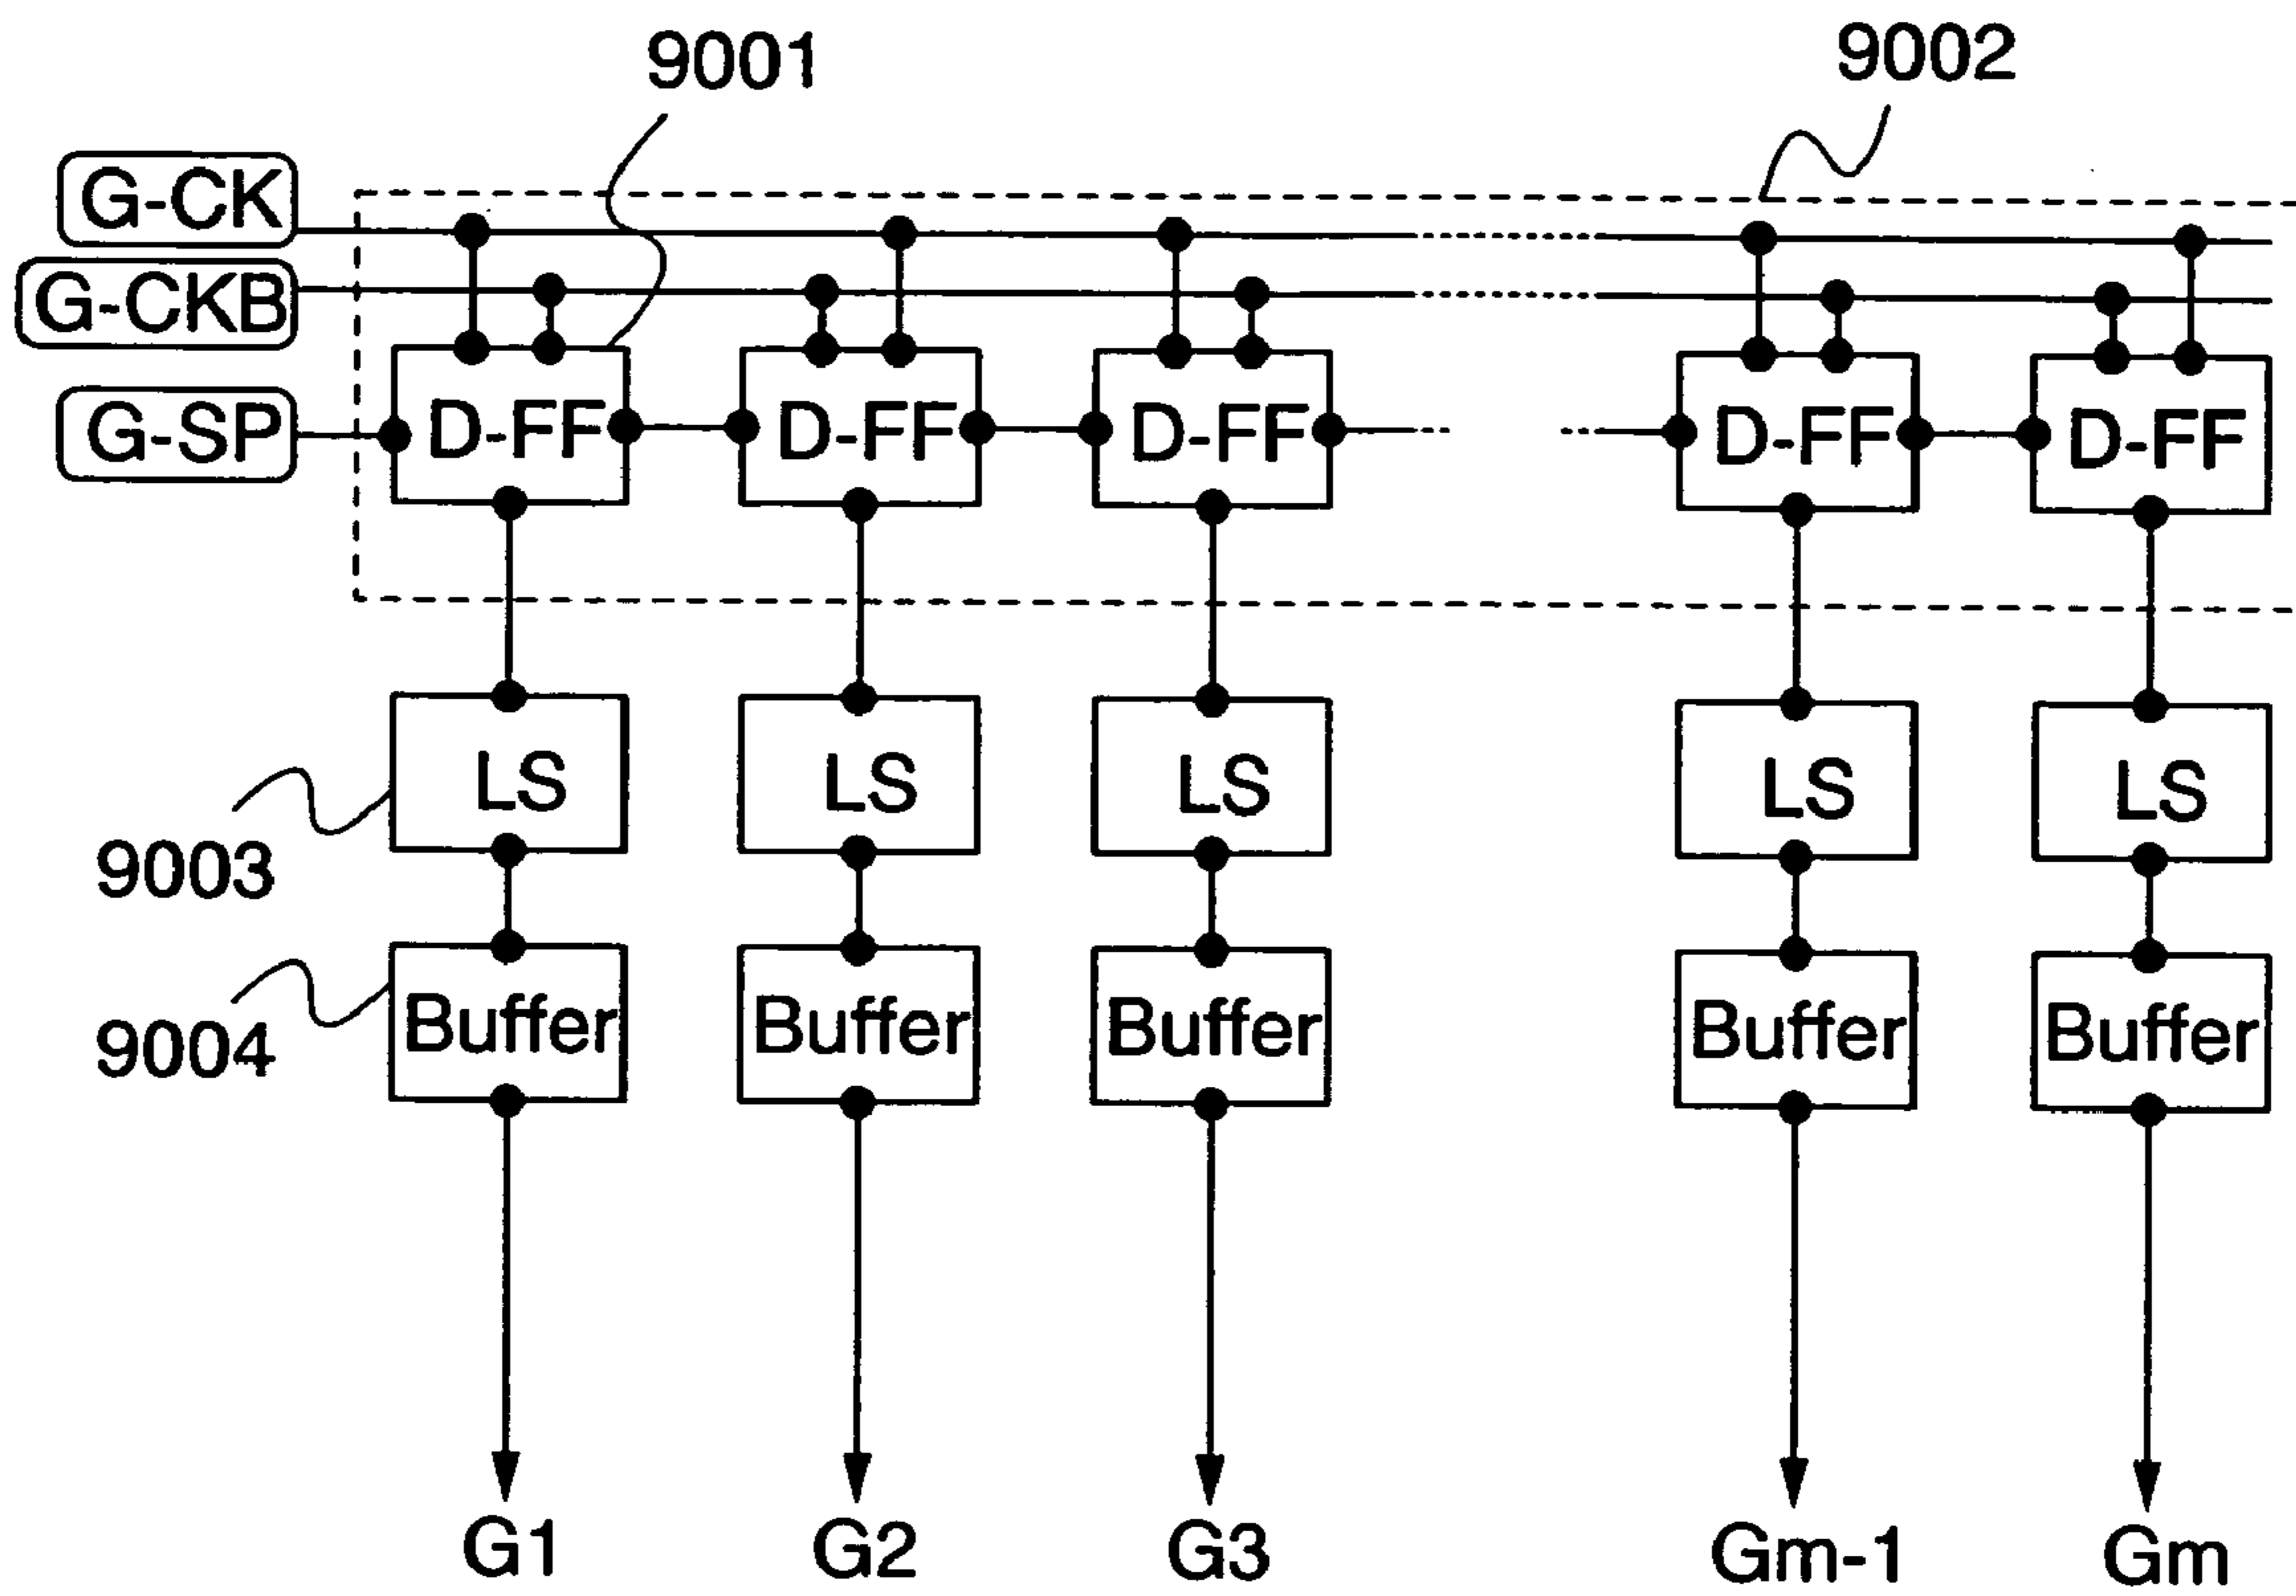 9001 9002
G-CK
G-CKB
G-SP D-FF D-FF D-FF D-FF D-FF
LS LS LS LS LS
9003
Buffer Buffer Buffer Buffer Buffer
9004
G1 G2 G3 Gm-1 Gm